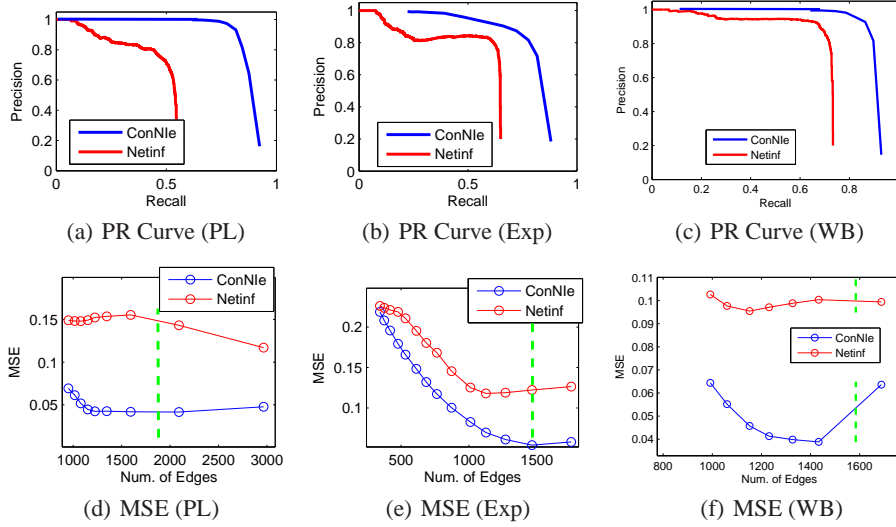 1
0.8
0.6
0.4
0.2
0
Precision
0
0.5
1
Recall
ConNIe
Netinf
(a) PR Curve (PL)
1
0.8
0.6
0.4
0.2
0
Precision
0
0.5
1
Recall
ConNIe
Netinf
(b) PR Curve (Exp)
1
0.8
0.6
0.4
0.2
0
Precision
0
0.2
0.4
0.6
0.8
Recall
ConNIe
Netinf
(c) PR Curve (WB)
0.2
0.15
0.1
0.05
MSE
1000
1500
2000
2500
3000
Num. of Edges
ConNIe
Netinf
(d) MSE (PL)
0.2
0.15
0.1
MSE
500
1000
1500
Num. of Edges
ConNIe
Netinf
(e) MSE (Exp)
0.11
0.1
0.09
0.08
0.07
0.06
0.05
0.04
MSE
800
1000
1200
1400
1600
Num. of Edges
ConNIe
Netinf
(f) MSE (WB)